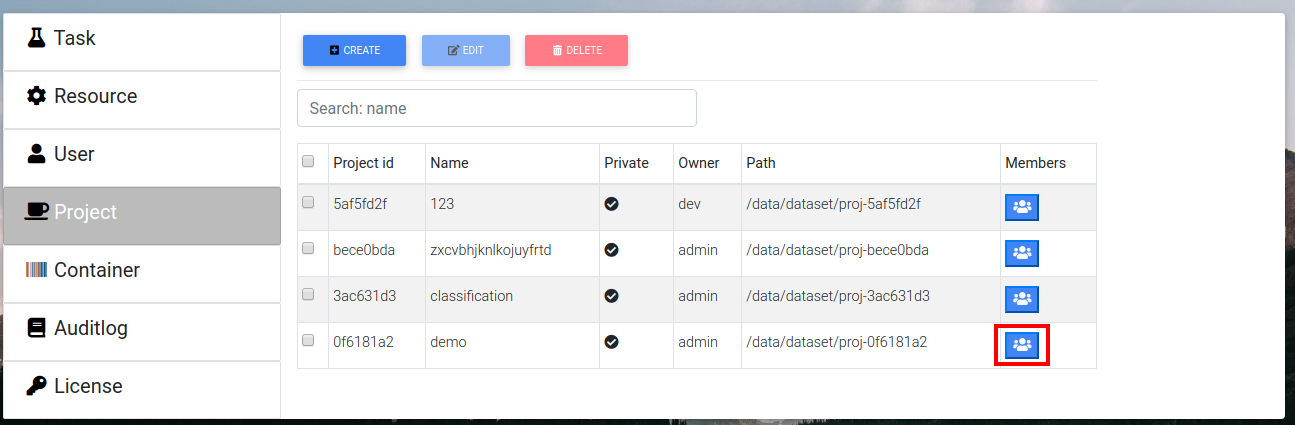 Task
Resource
User
Project
Container
Auditlog
License
CREATE EDIT DELETE
Search: name
Project id Name Private Owner Path Members
5af5fd2f 123 dev /data/dataset/proj-5af5fd2f
bece0bda zxcvbhjknlkojuyfrtd admin /data/dataset/proj-bece0bda
3ac631d3 classification admin /data/dataset/proj-3ac631d3
0f6181a2 demo admin /data/dataset/proj-0f6181a2